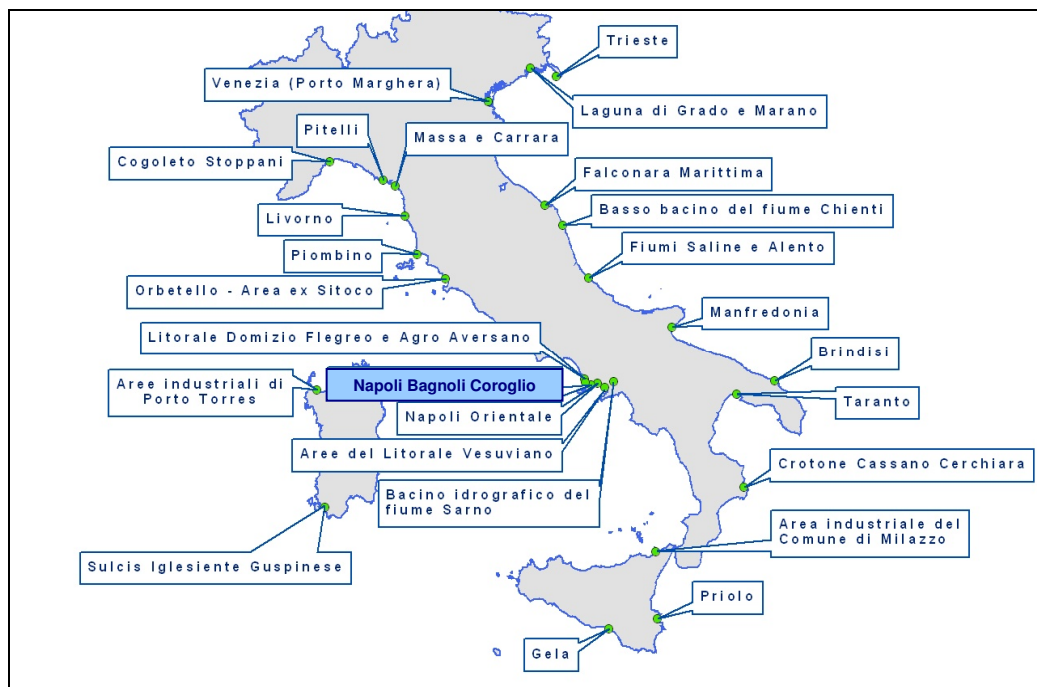 Trieste
Venezia (Porto Marghera)
Laguna di Grado e Marano
Pitelli
Massa e Carrara
Cogoleto Stoppani
Falconara Marittima
Livorno
Basso bacino del fiume Chienti
Piombino
Fiumi Saline e Alento
Orbetello - Area ex Sitoco
Manfredonia
Litorale Domizio Flegreo e Agro Aversano
Brindisi
Aree industriali di
Porto Torres
Napoli Bagnoli Coroglio
Taranto
Napoli Orientale
Aree del Litorale Vesuviano
Crotone Cassano Cerchiara
Bacino idrografico del
fiume Sarno
Area industriale del
Comune di Milazzo
Sulcis Iglesiente Guspinese
Priolo
Gela